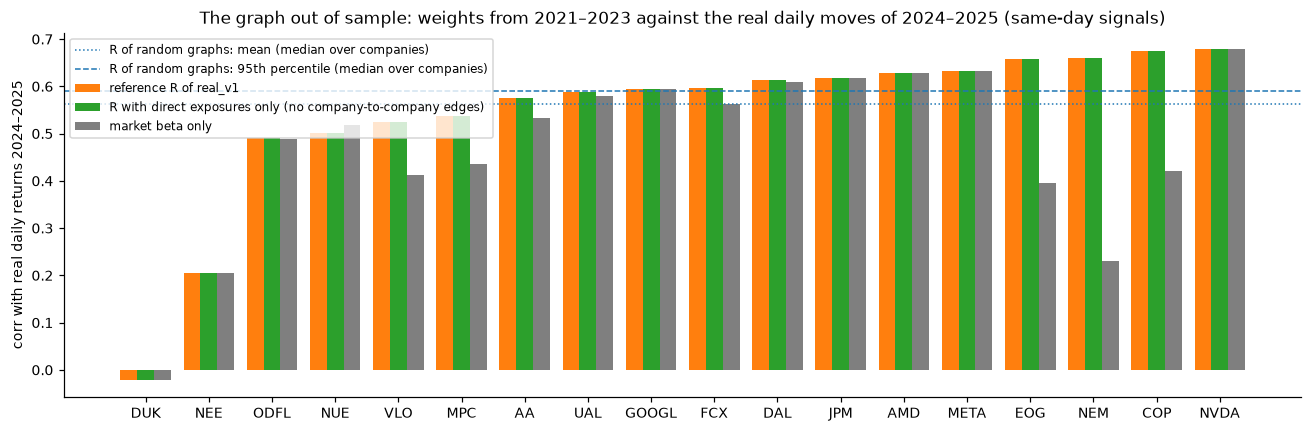 The graph out of sample: weights from 2021–2023 against the real daily moves of 2024–2025 (same-day signals)
corr with real daily returns 2024–2025
0.7
0.6
0.5
0.4
0.3
0.2
0.1
0.0
R of random graphs: mean (median over companies)
R of random graphs: 95th percentile (median over companies)
reference R of real_v1
R with direct exposures only (no company-to-company edges)
market beta only
DUK NEE ODFL NUE VLO MPC AA UAL GOOGL FCX DAL JPM AMD META EOG NEM COP NVDA